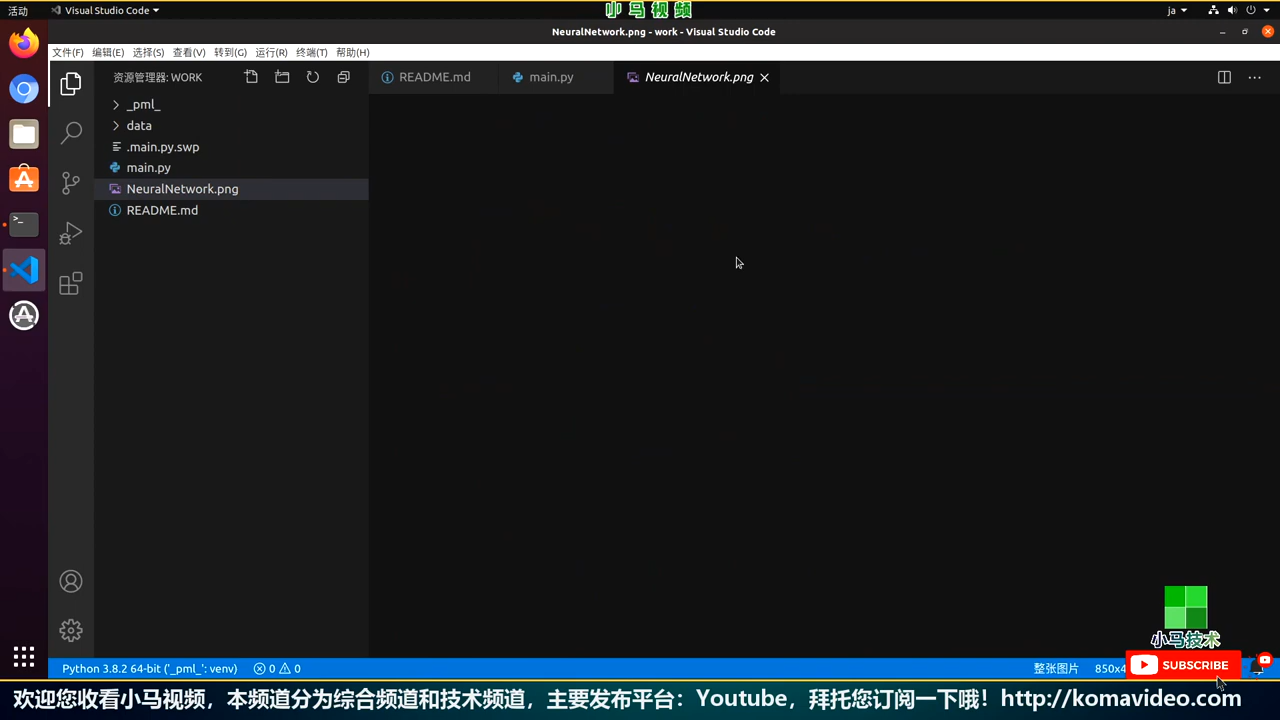 活动
Visual Studio Code
小马视频
ja
NeuralNetwork.png - work - Visual Studio Code
文件(F) 编辑(E) 选择(S) 查看(V) 转到(G) 运行(R) 终端(T) 帮助(H)
资源管理器: WORK
README.md
main.py
NeuralNetwork.png
_pml_
data
.main.py.swp
main.py
NeuralNetwork.png
README.md
小马技术
SUBSCRIBE
Python 3.8.2 64-bit ('_pml_': venv)
0
0
整张图片
850x4
欢迎您收看小马视频，本频道分为综合频道和技术频道，主要发布平台：Youtube，拜托您订阅一下哦！http://komavideo.com